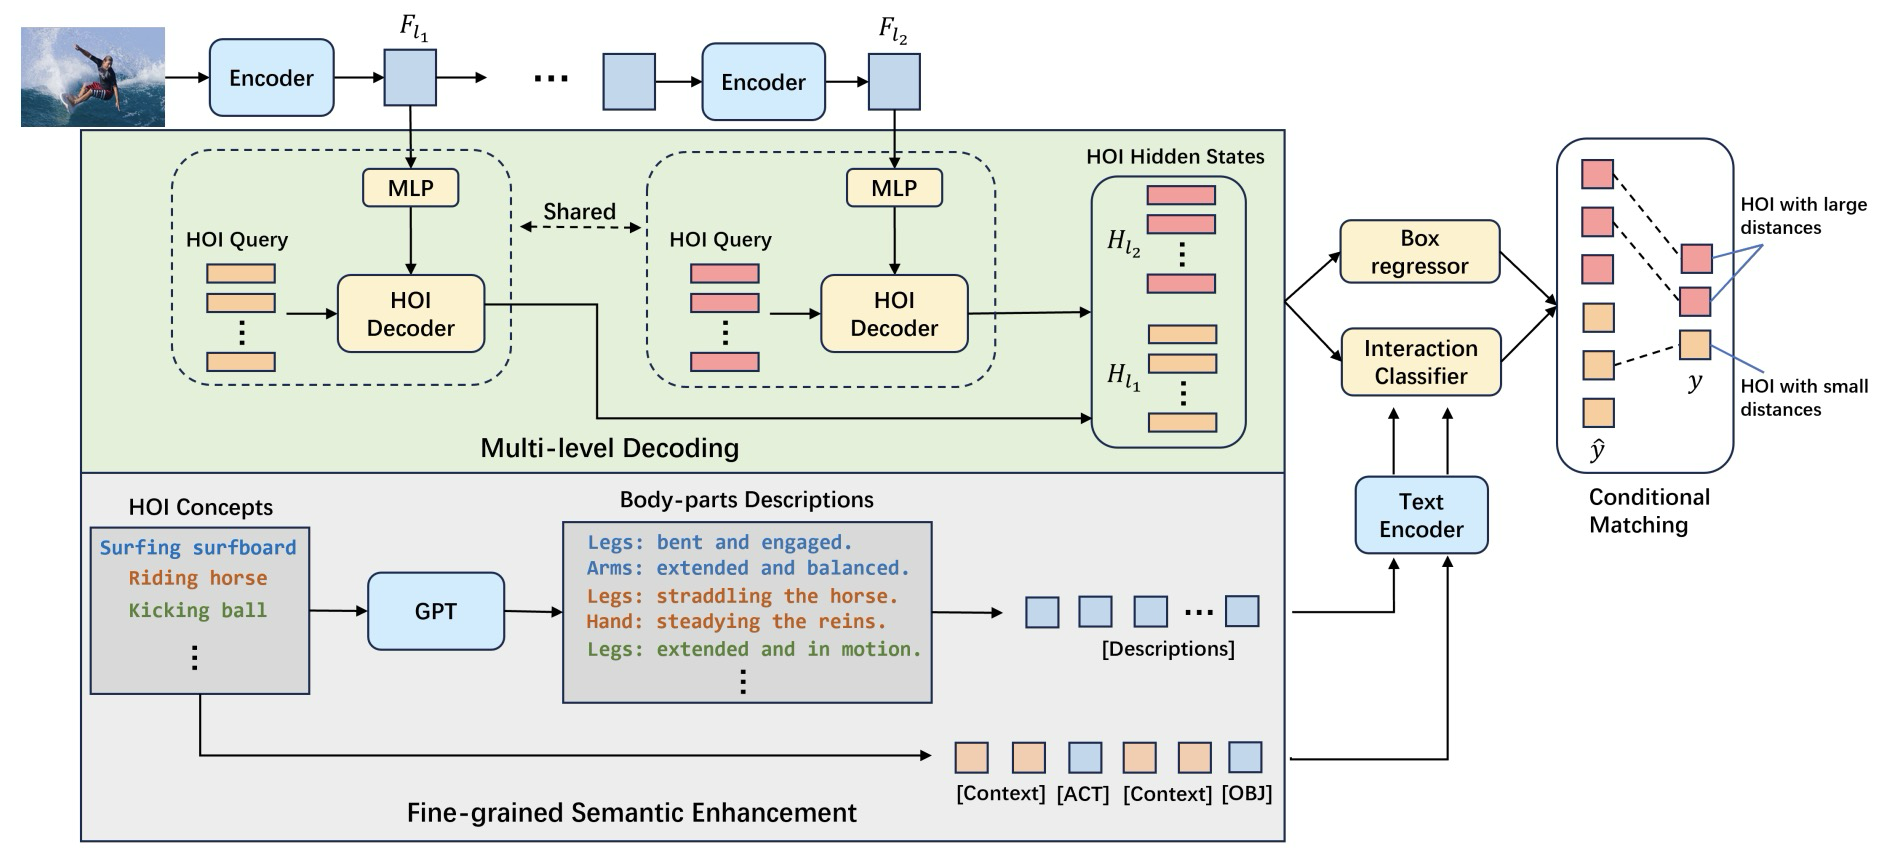 F_{l_1}
F_{l_2}
Encoder
...
Encoder
MLP
MLP
HOI Hidden States
Shared
HOI Query
HOI Query
H_{l_2}
HOI
Decoder
HOI
Decoder
H_{l_1}
Multi-level Decoding
Box
regressor
Interaction
Classifier
HOI with large
distances
y
HOI with small
distances
ŷ
Conditional
Matching
Text
Encoder
HOI Concepts
Surfing surfboard
Riding horse
Kicking ball
GPT
Body-parts Descriptions
Legs: bent and engaged.
Arms: extended and balanced.
Legs: straddling the horse.
Hand: steadying the reins.
Legs: extended and in motion.
...
[Descriptions]
[Context] [ACT] [Context] [OBJ]
Fine-grained Semantic Enhancement